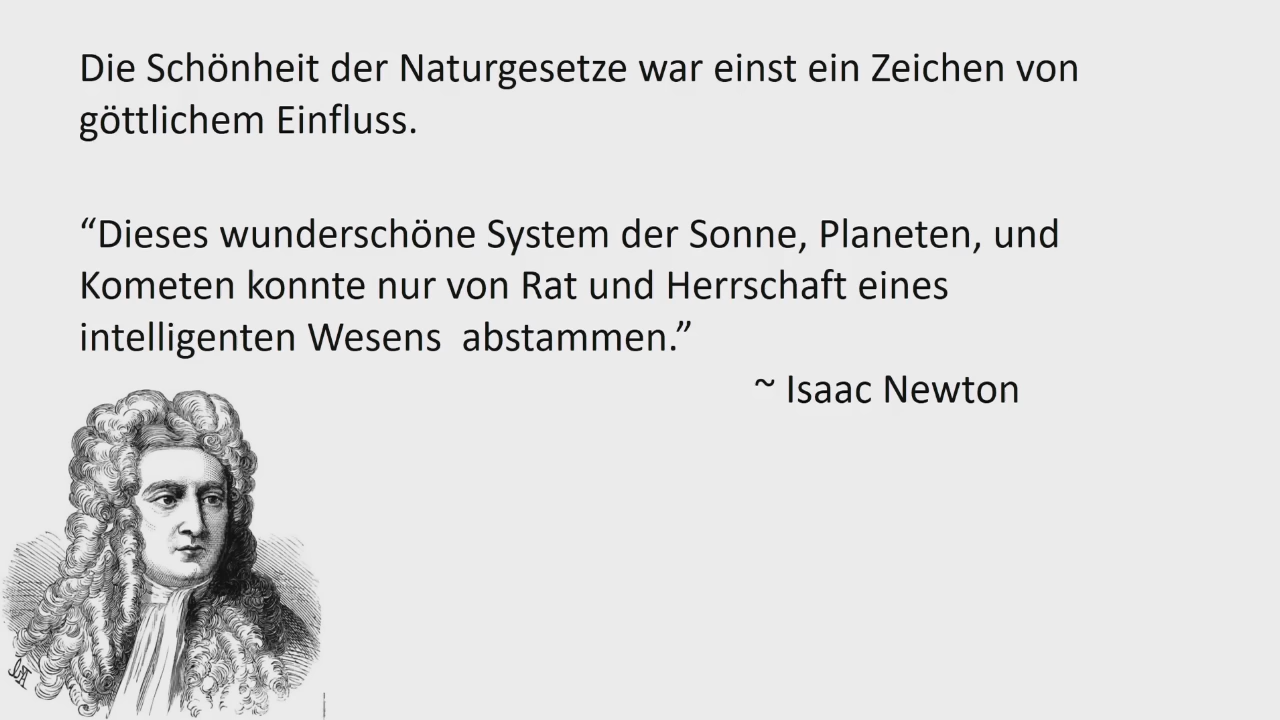 Die Schönheit der Naturgesetze war einst ein Zeichen von
göttlichem Einfluss.
“Dieses wunderschöne System der Sonne, Planeten, und
Kometen konnte nur von Rat und Herrschaft eines
intelligenten Wesens  abstammen.”
~ Isaac Newton